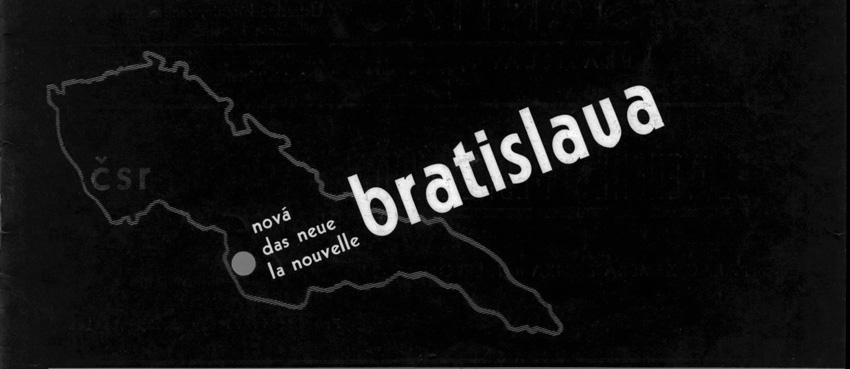 čsr
nová
das neue
la nouvelle
bratislava